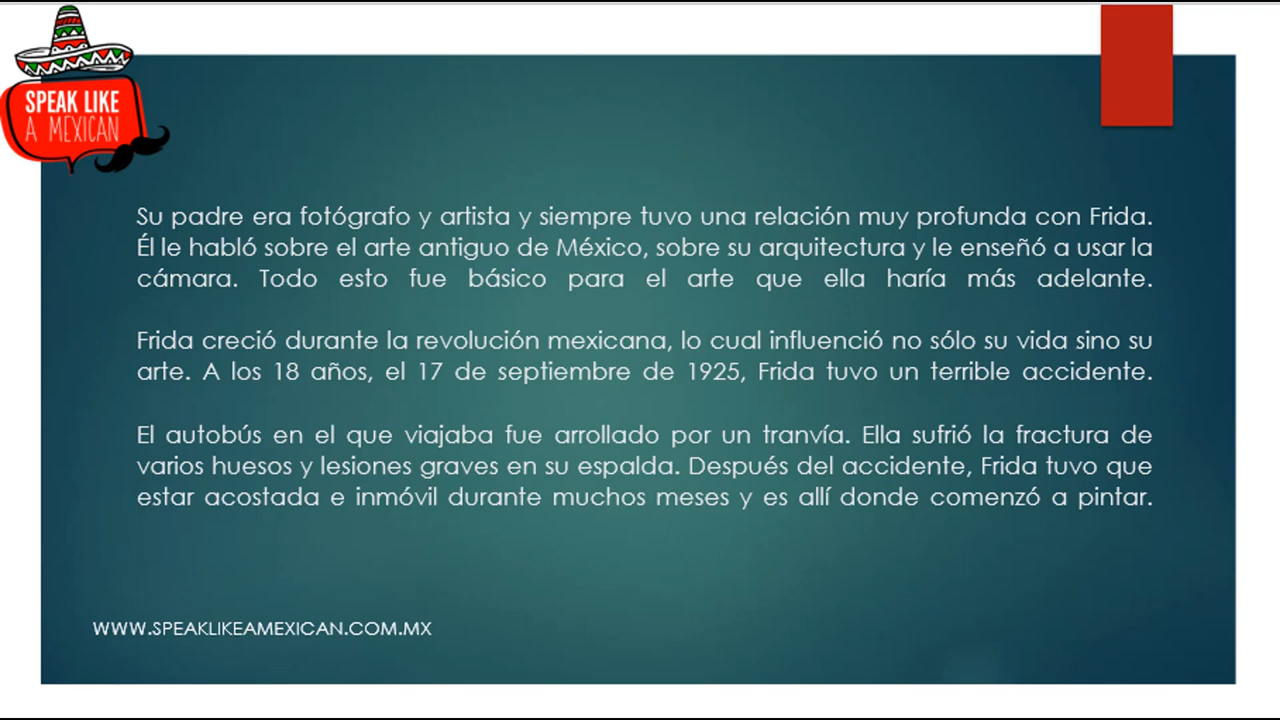 SPEAK LIKE
A MEXICAN
Su padre era fotógrafo y artista y siempre tuvo una relación muy profunda con Frida.
Él le habló sobre el arte antiguo de México, sobre su arquitectura y le enseñó a usar la
cámara. Todo esto fue básico para el arte que ella haría más adelante.
Frida creció durante la revolución mexicana, lo cual influenció no sólo su vida sino su
arte. A los 18 años, el 17 de septiembre de 1925, Frida tuvo un terrible accidente.
El autobús en el que viajaba fue arrollado por un tranvía. Ella sufrió la fractura de
varios huesos y lesiones graves en su espalda. Después del accidente, Frida tuvo que
estar acostada e inmóvil durante muchos meses y es allí donde comenzó a pintar.
WWW.SPEAKLIKEAMEXICAN.COM.MX